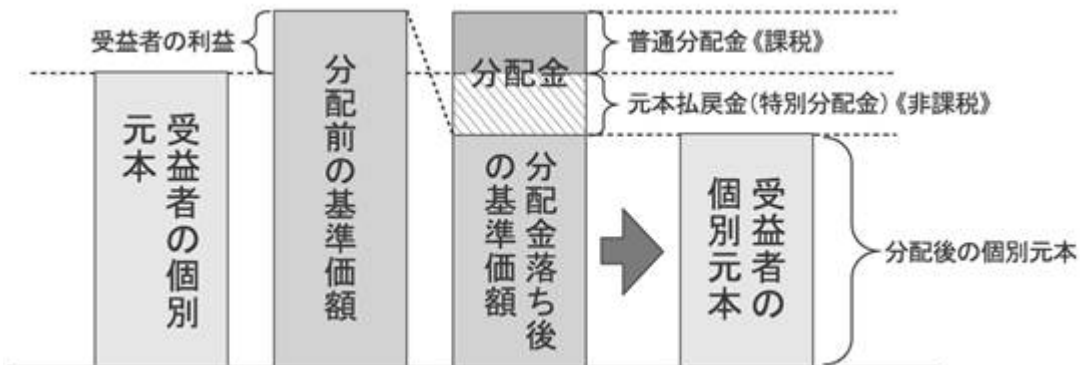 受益者の利益
普通分配金《課税》
分配金
元本払戻金(特別分配金)《非課税》
受益者の個別
元本
分配前の基準価額
分配金落ち後
の基準価額
受益者の
個別元本
分配後の個別元本